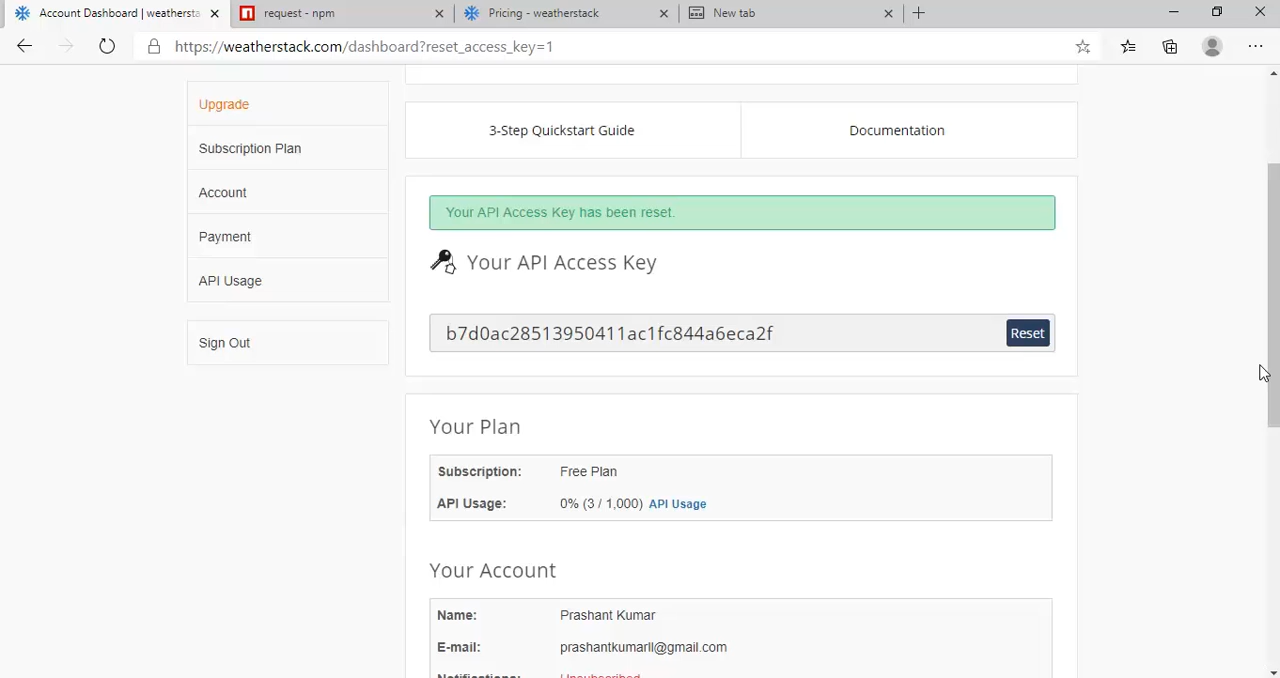 Account Dashboard | weatherst
request - npm
Pricing - weatherstack
New tab
https://weatherstack.com/dashboard?reset_access_key=1
Upgrade
Subscription Plan
Account
Payment
API Usage
Sign Out
3-Step Quickstart Guide
Documentation
Your API Access Key has been reset.
Your API Access Key
b7d0ac28513950411ac1fc844a6eca2f
Reset
Your Plan
Subscription: Free Plan
API Usage: 0% (3 / 1,000) API Usage
Your Account
Name: Prashant Kumar
E-mail: prashantkumarll@gmail.com
Notifications: Unsubscribed